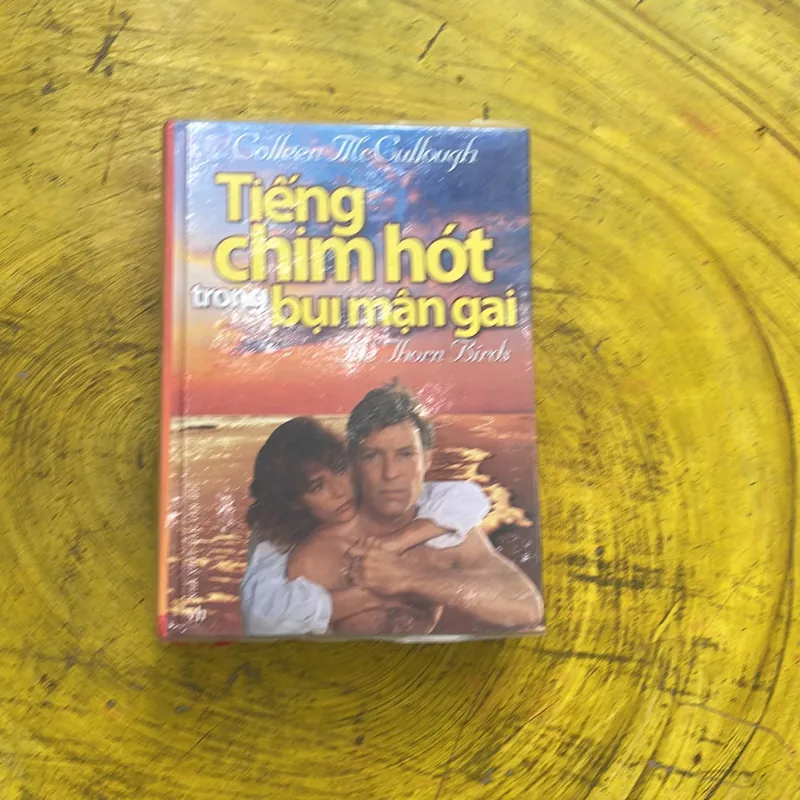 Colleen McCullough
Tiếng
chim hót
trong bụi mận gai
The Thorn Birds